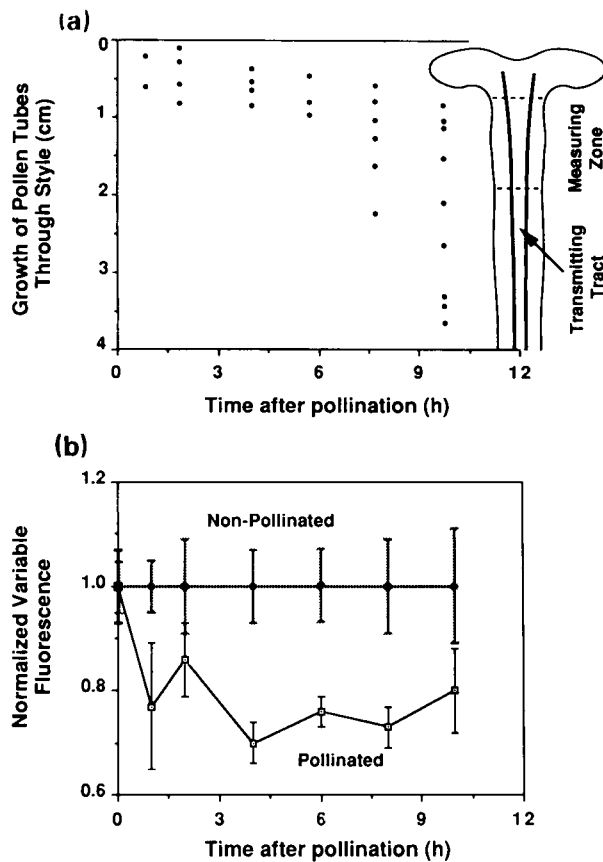 (a)
Growth of Pollen Tubes
Through Style (cm)
0
1
2
3
4
0
3
6
9
12
Time after pollination (h)
Measuring
Zone
Transmitting
Tract
(b)
Normalized Variable
Fluorescence
1.2
1.0
0.8
0.6
Non-Pollinated
Pollinated
0
3
6
9
12
Time after pollination (h)